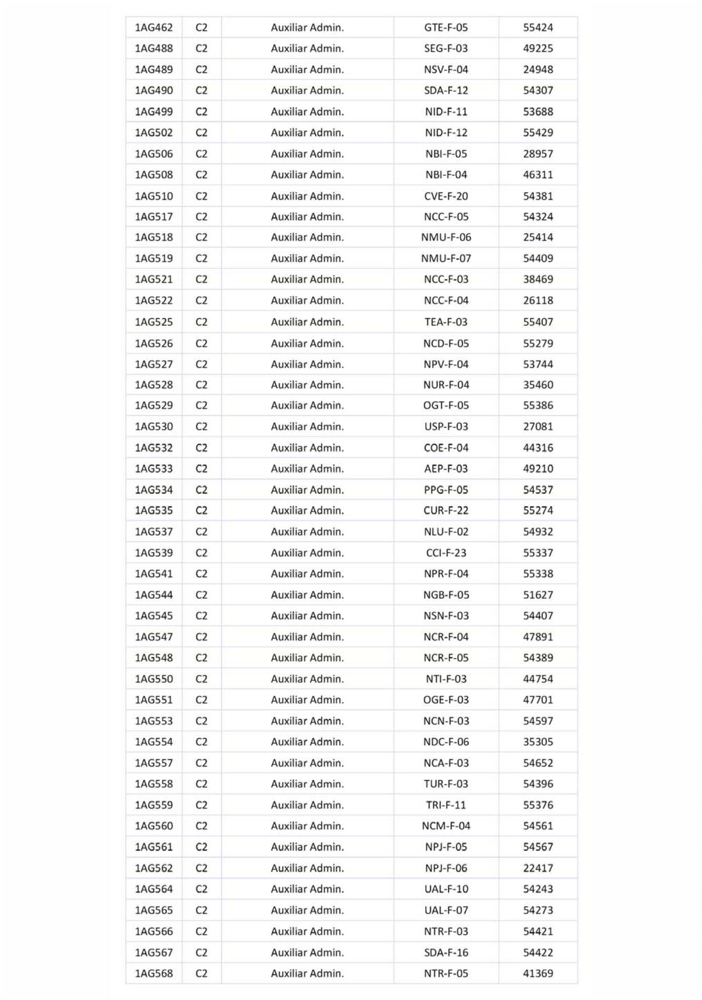 1AG462 C2 Auxiliar Admin. GTE-F-05 55424
1AG488 C2 Auxiliar Admin. SEG-F-03 49225
1AG489 C2 Auxiliar Admin. NSV-F-04 24948
1AG490 C2 Auxiliar Admin. SDA-F-12 54307
1AG499 C2 Auxiliar Admin. NID-F-11 53688
1AG502 C2 Auxiliar Admin. NID-F-12 55429
1AG506 C2 Auxiliar Admin. NBI-F-05 28957
1AG508 C2 Auxiliar Admin. NBI-F-04 46311
1AG510 C2 Auxiliar Admin. CVE-F-20 54381
1AG517 C2 Auxiliar Admin. NCC-F-05 54324
1AG518 C2 Auxiliar Admin. NMU-F-06 25414
1AG519 C2 Auxiliar Admin. NMU-F-07 54409
1AG521 C2 Auxiliar Admin. NCC-F-03 38469
1AG522 C2 Auxiliar Admin. NCC-F-04 26118
1AG525 C2 Auxiliar Admin. TEA-F-03 55407
1AG526 C2 Auxiliar Admin. NCD-F-05 55279
1AG527 C2 Auxiliar Admin. NPV-F-04 53744
1AG528 C2 Auxiliar Admin. NUR-F-04 35460
1AG529 C2 Auxiliar Admin. OGT-F-05 55386
1AG530 C2 Auxiliar Admin. USP-F-03 27081
1AG532 C2 Auxiliar Admin. COE-F-04 44316
1AG533 C2 Auxiliar Admin. AEP-F-03 49210
1AG534 C2 Auxiliar Admin. PPG-F-05 54537
1AG535 C2 Auxiliar Admin. CUR-F-22 55274
1AG537 C2 Auxiliar Admin. NLU-F-02 54932
1AG539 C2 Auxiliar Admin. CCI-F-23 55337
1AG541 C2 Auxiliar Admin. NPR-F-04 55338
1AG544 C2 Auxiliar Admin. NGB-F-05 51627
1AG545 C2 Auxiliar Admin. NSN-F-03 54407
1AG547 C2 Auxiliar Admin. NCR-F-04 47891
1AG548 C2 Auxiliar Admin. NCR-F-05 54389
1AG550 C2 Auxiliar Admin. NTI-F-03 44754
1AG551 C2 Auxiliar Admin. OGE-F-03 47701
1AG553 C2 Auxiliar Admin. NCN-F-03 54597
1AG554 C2 Auxiliar Admin. NDC-F-06 35305
1AG557 C2 Auxiliar Admin. NCA-F-03 54652
1AG558 C2 Auxiliar Admin. TUR-F-03 54396
1AG559 C2 Auxiliar Admin. TRI-F-11 55376
1AG560 C2 Auxiliar Admin. NCM-F-04 54561
1AG561 C2 Auxiliar Admin. NPJ-F-05 54567
1AG562 C2 Auxiliar Admin. NPJ-F-06 22417
1AG564 C2 Auxiliar Admin. UAL-F-10 54243
1AG565 C2 Auxiliar Admin. UAL-F-07 54273
1AG566 C2 Auxiliar Admin. NTR-F-03 54421
1AG567 C2 Auxiliar Admin. SDA-F-16 54422
1AG568 C2 Auxiliar Admin. NTR-F-05 41369